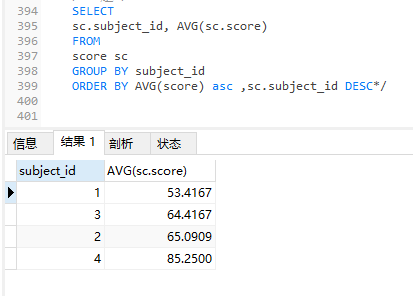 394 SELECT
395 sc.subject_id, AVG(sc.score)
396 FROM
397 score sc
398 GROUP BY subject_id
399 ORDER BY AVG(score) asc ,sc.subject_id DESC*/
400
401
信息 结果 1 剖析 状态
subject_id AVG(sc.score)
1 53.4167
3 64.4167
2 65.0909
4 85.2500